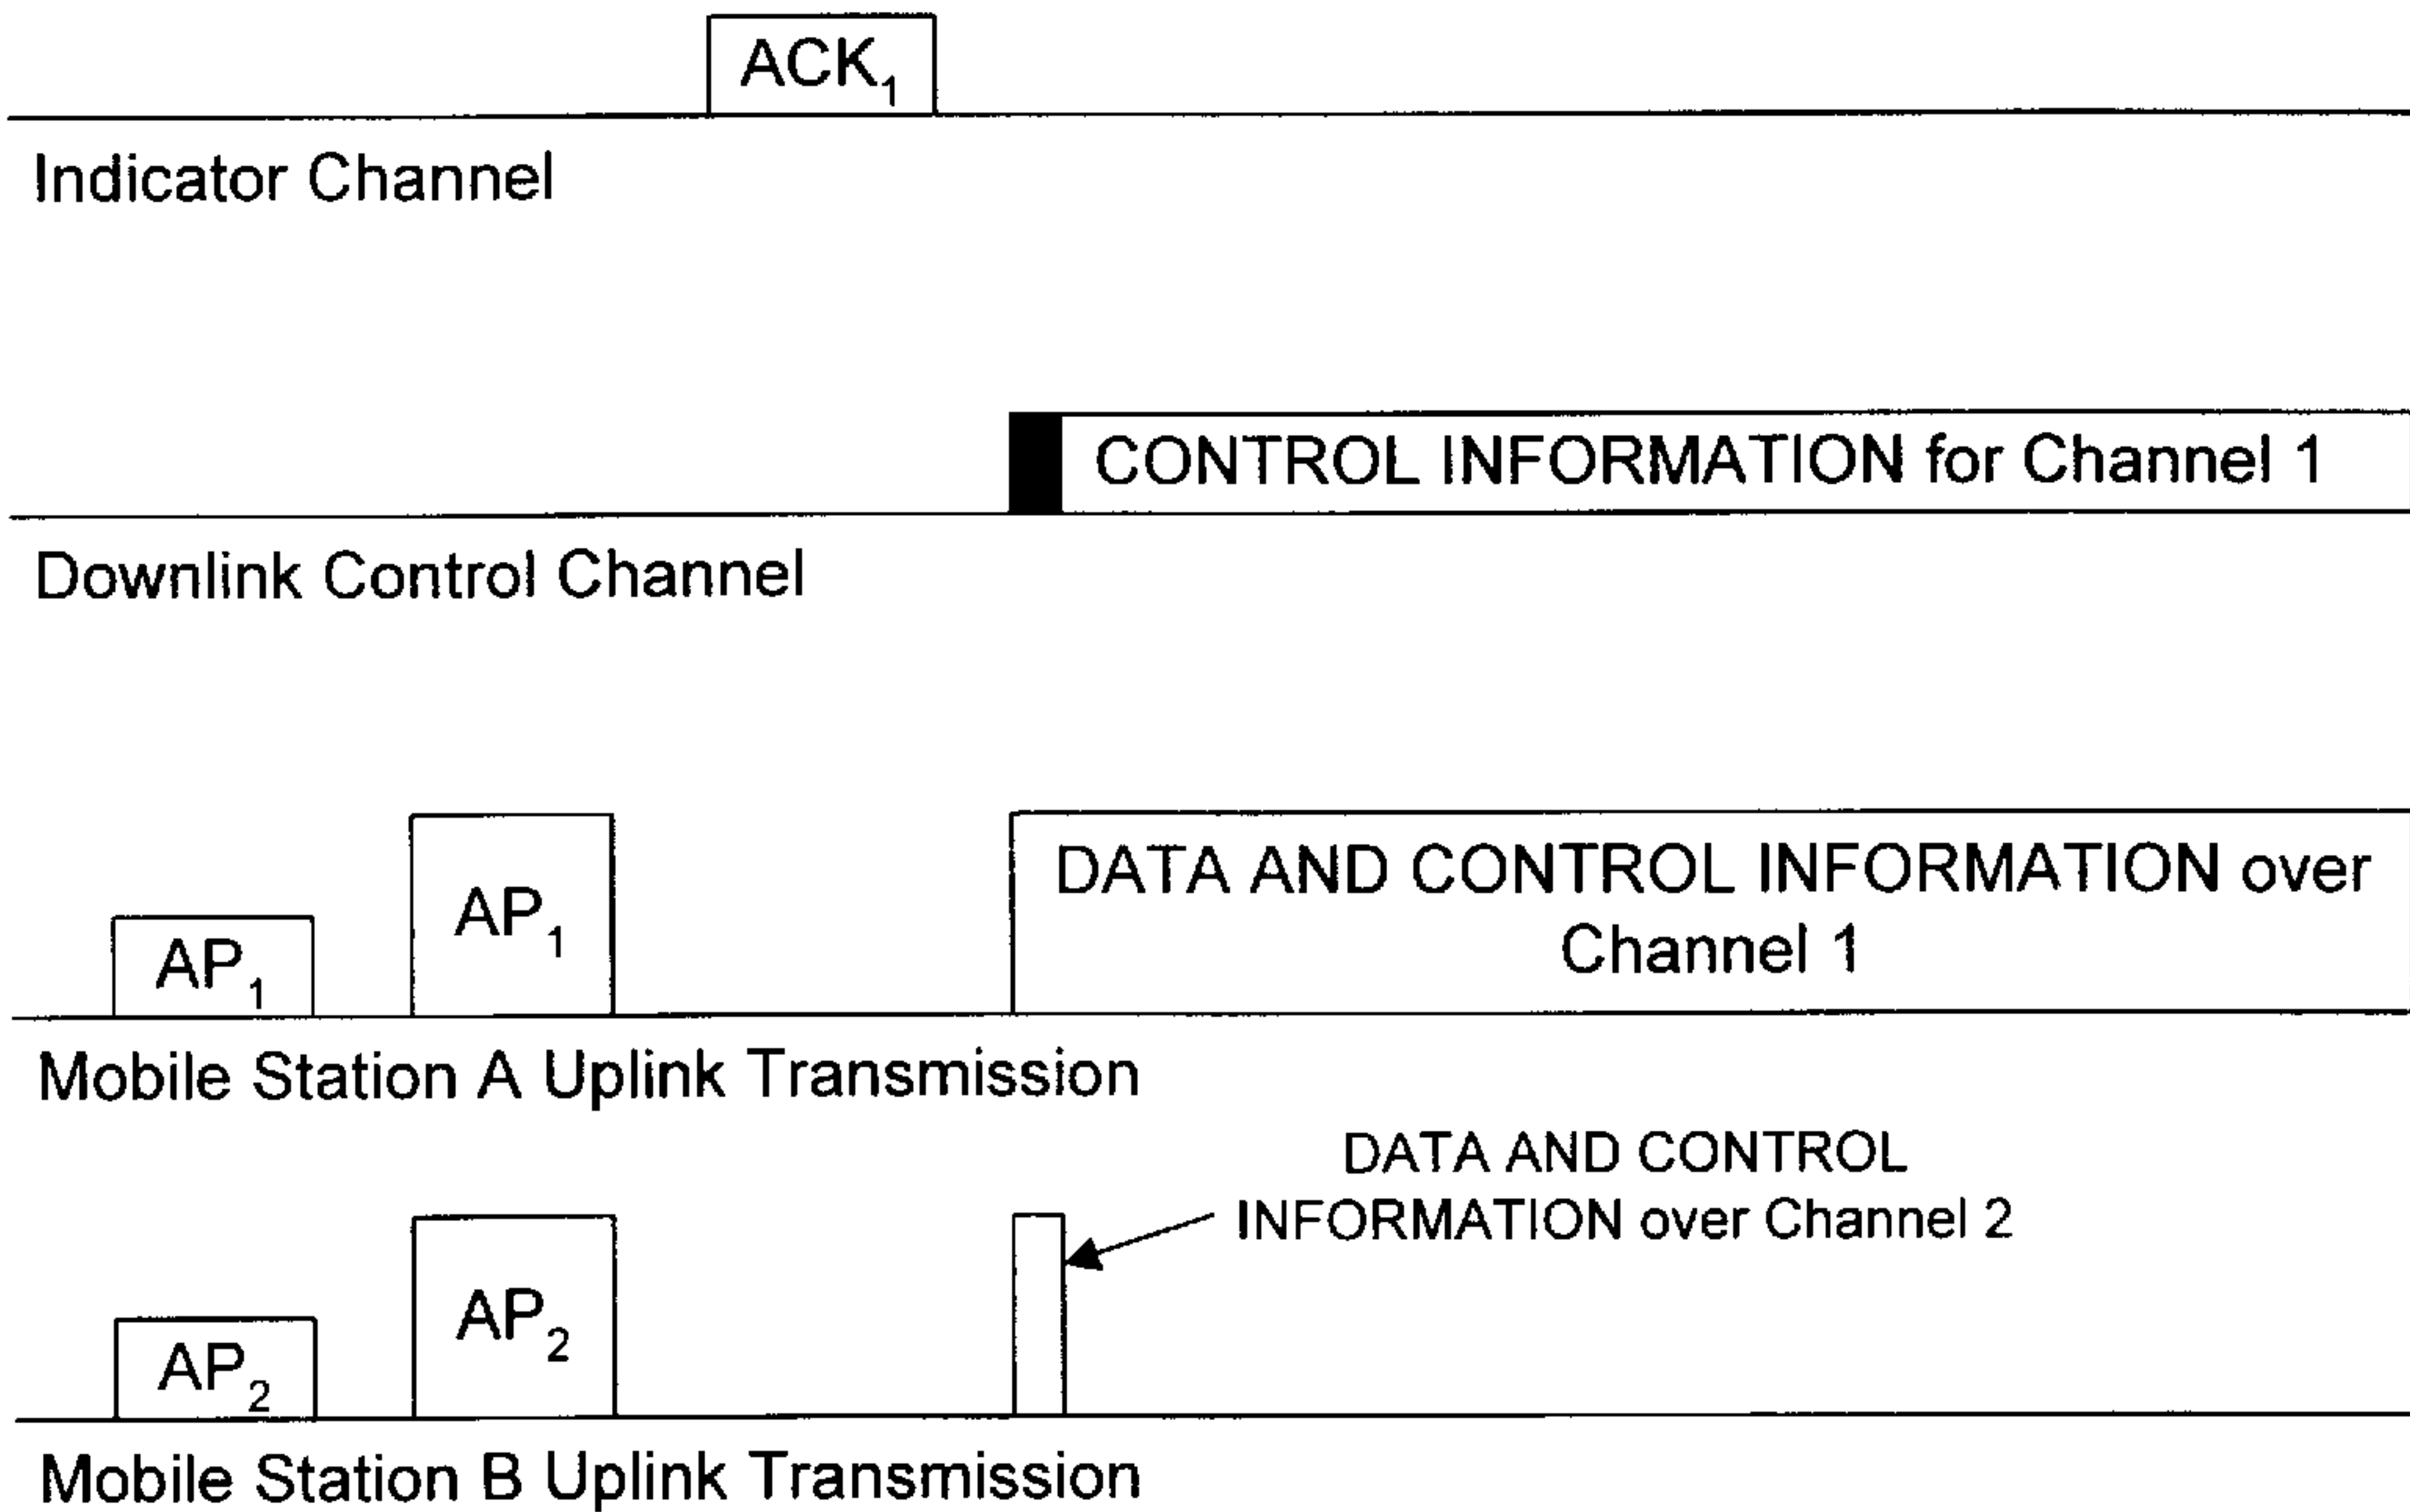 ACK1
Indicator Channel
CONTROL INFORMATION for Channel 1
Downlink Control Channel
AP1
AP1
DATA AND CONTROL INFORMATION over
Channel 1
Mobile Station A Uplink Transmission
DATA AND CONTROL
INFORMATION over Channel 2
AP2
AP2
Mobile Station B Uplink Transmission